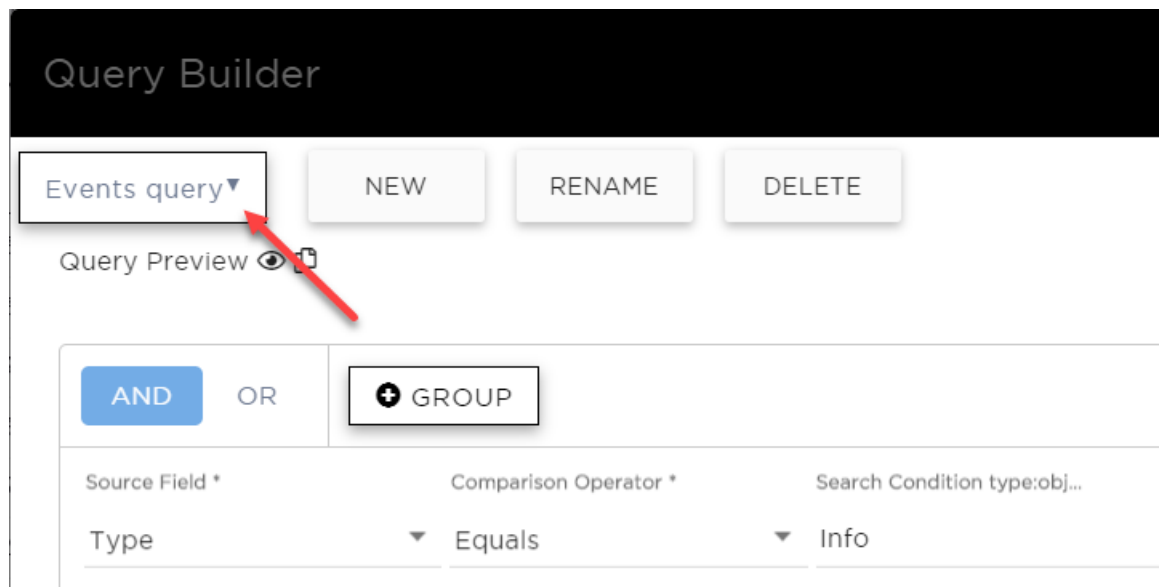 Query Builder
Events query NEW RENAME DELETE
Query Preview
AND OR GROUP
Source Field * Comparison Operator * Search Condition type:obj...
Type Equals Info